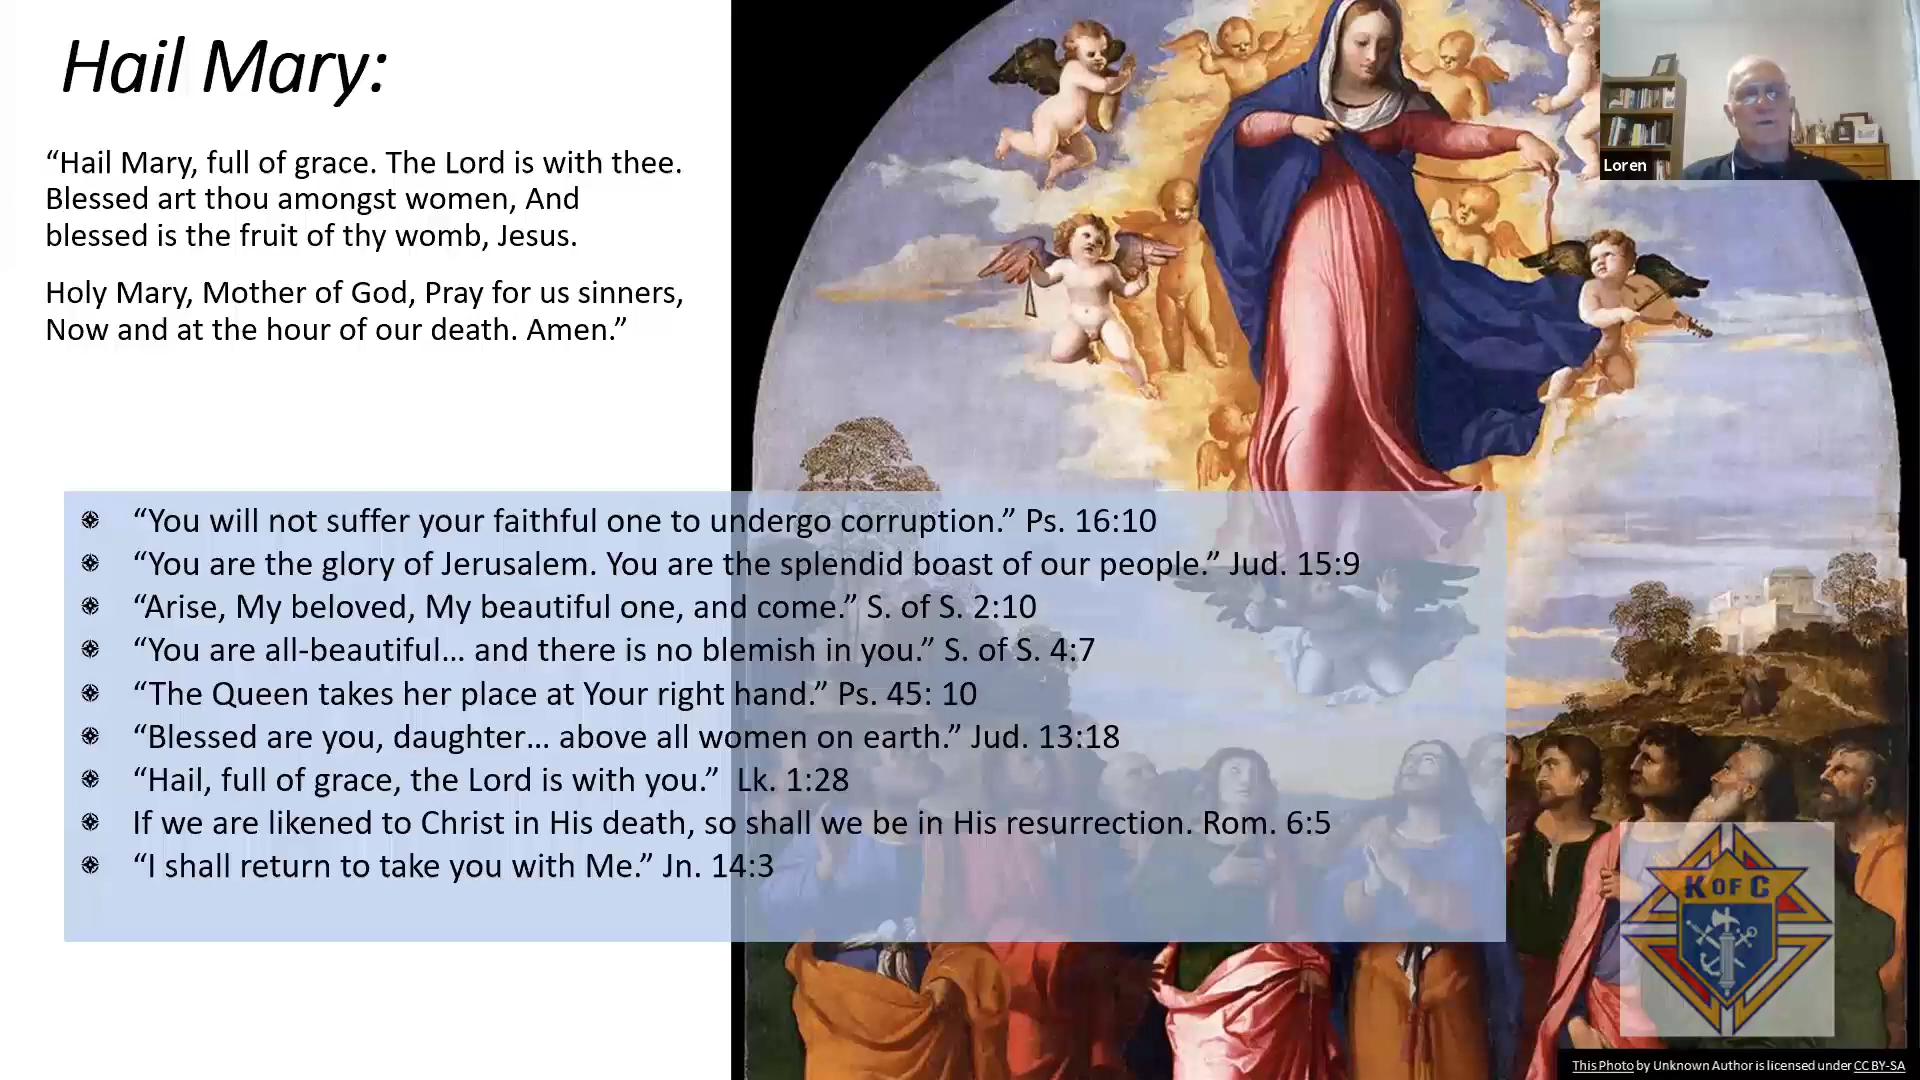 Hail Mary:
“Hail Mary, full of grace. The Lord is with thee.
Blessed art thou amongst women, And
blessed is the fruit of thy womb, Jesus.
Holy Mary, Mother of God, Pray for us sinners,
Now and at the hour of our death. Amen.”
“You will not suffer your faithful one to undergo corruption.” Ps. 16:10
“You are the glory of Jerusalem. You are the splendid boast of our people.” Jud. 15:9
“Arise, My beloved, My beautiful one, and come.” S. of S. 2:10
“You are all-beautiful… and there is no blemish in you.” S. of S. 4:7
“The Queen takes her place at Your right hand.” Ps. 45: 10
“Blessed are you, daughter… above all women on earth.” Jud. 13:18
“Hail, full of grace, the Lord is with you.” Lk. 1:28
If we are likened to Christ in His death, so shall we be in His resurrection. Rom. 6:5
“I shall return to take you with Me.” Jn. 14:3
Loren
K OF C
This Photo by Unknown Author is licensed under CC BY-SA